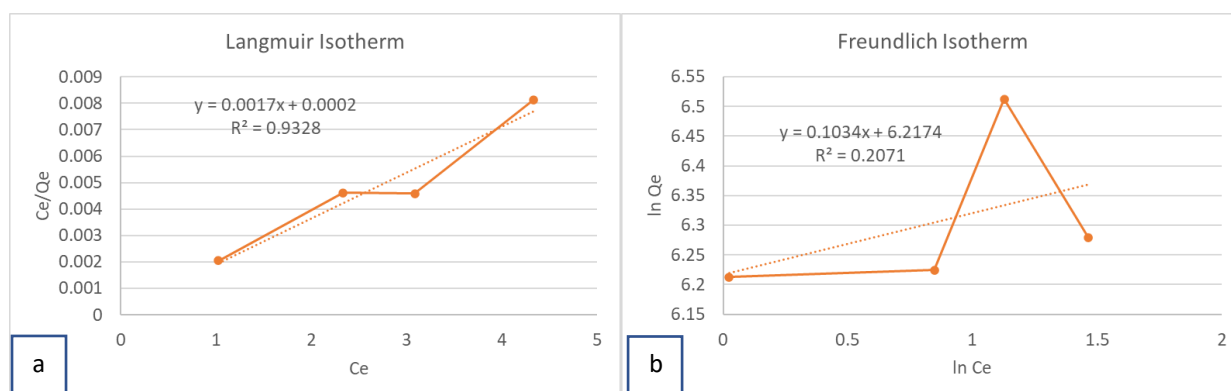 Langmuir Isotherm
0.009
0.008
0.007
0.006
0.005
0.004
0.003
0.002
0.001
0
y = 0.0017x + 0.0002
R² = 0.9328
Ce/Qe
0 1 2 3 4 5
Ce
a
Freundlich Isotherm
6.55
6.5
6.45
6.4
6.35
6.3
6.25
6.2
6.15
y = 0.1034x + 6.2174
R² = 0.2071
ln Qe
0 0.5 1 1.5 2
ln Ce
b